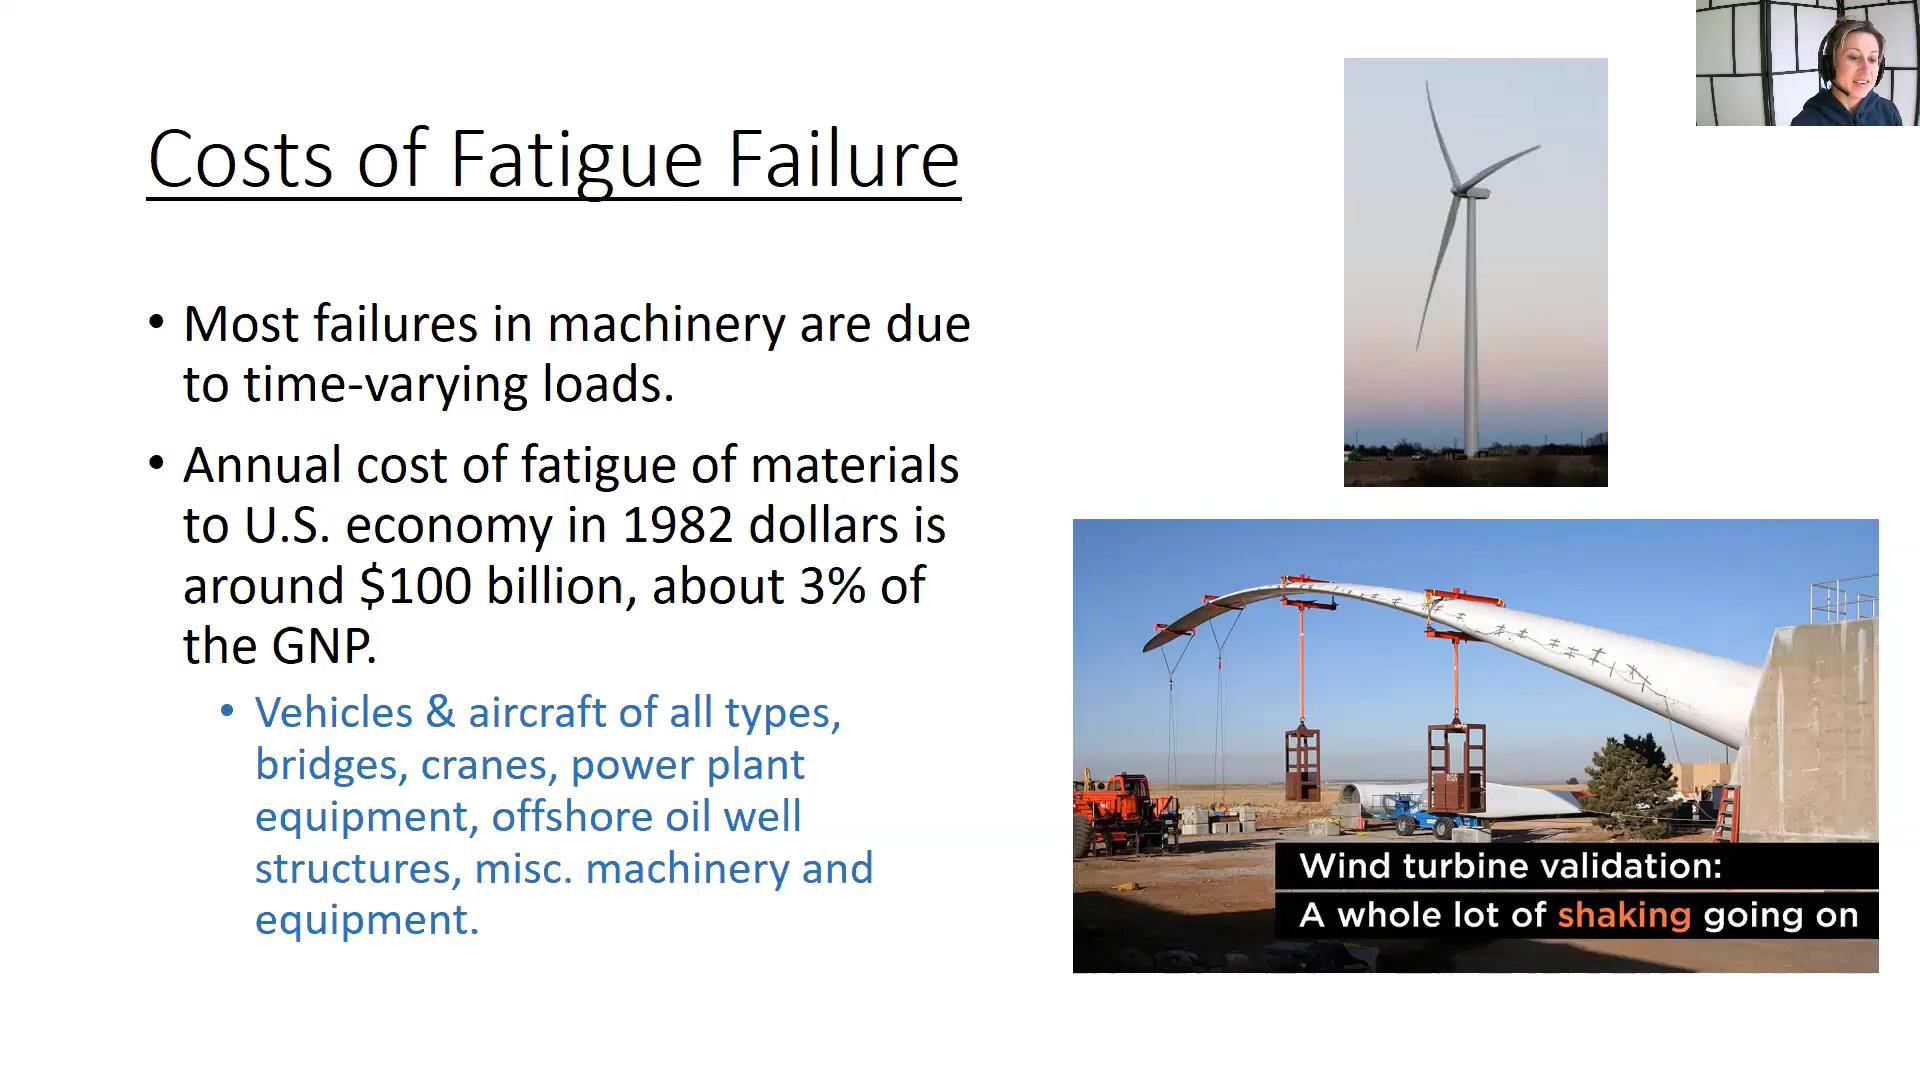 Costs of Fatigue Failure
• Most failures in machinery are due
to time-varying loads.
• Annual cost of fatigue of materials
to U.S. economy in 1982 dollars is
around $100 billion, about 3% of
the GNP.
• Vehicles & aircraft of all types,
bridges, cranes, power plant
equipment, offshore oil well
structures, misc. machinery and
equipment.
Wind turbine validation:
A whole lot of shaking going on